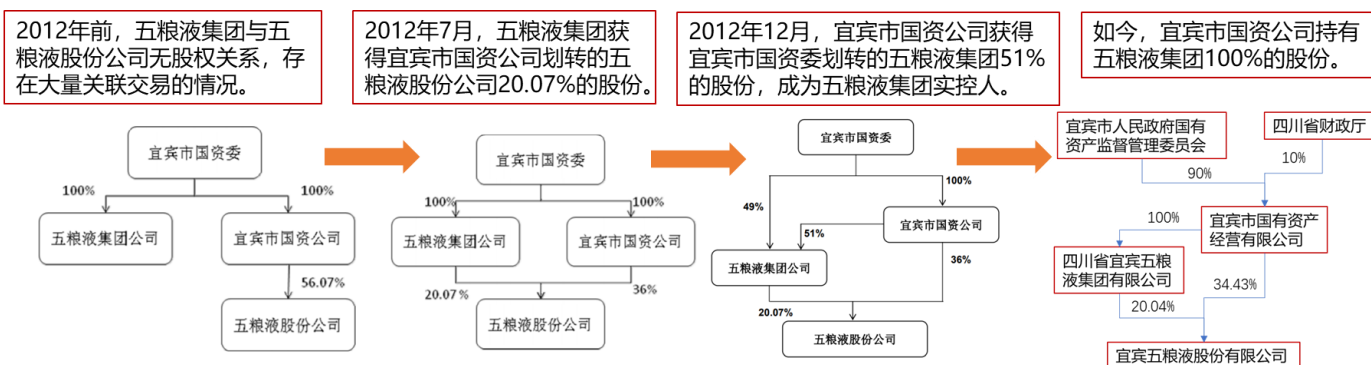 2012年前，五粮液集团与五
粮液股份公司无股权关系，存
在大量关联交易的情况。
2012年7月，五粮液集团获
得宜宾市国资公司划转的五
粮液股份公司20.07%的股份。
2012年12月，宜宾市国资公司获得
宜宾市国资委划转的五粮液集团51%
的股份，成为五粮液集团实控人。
如今，宜宾市国资公司持有
五粮液集团100%的股份。
宜宾市国资委
100%
100%
五粮液集团公司
宜宾市国资公司
56.07%
五粮液股份公司
宜宾市国资委
100%
100%
五粮液集团公司
宜宾市国资公司
20.07%
36%
五粮液股份公司
宜宾市国资委
100%
49%
宜宾市国资公司
51%
五粮液集团公司
36%
20.07%
五粮液股份公司
宜宾市人民政府国有
资产监督管理委员会
四川省财政厅
90%
10%
宜宾市国有资产
经营有限公司
100%
四川省宜宾五粮
液集团有限公司
34.43%
20.04%
宜宾五粮液股份有限公司